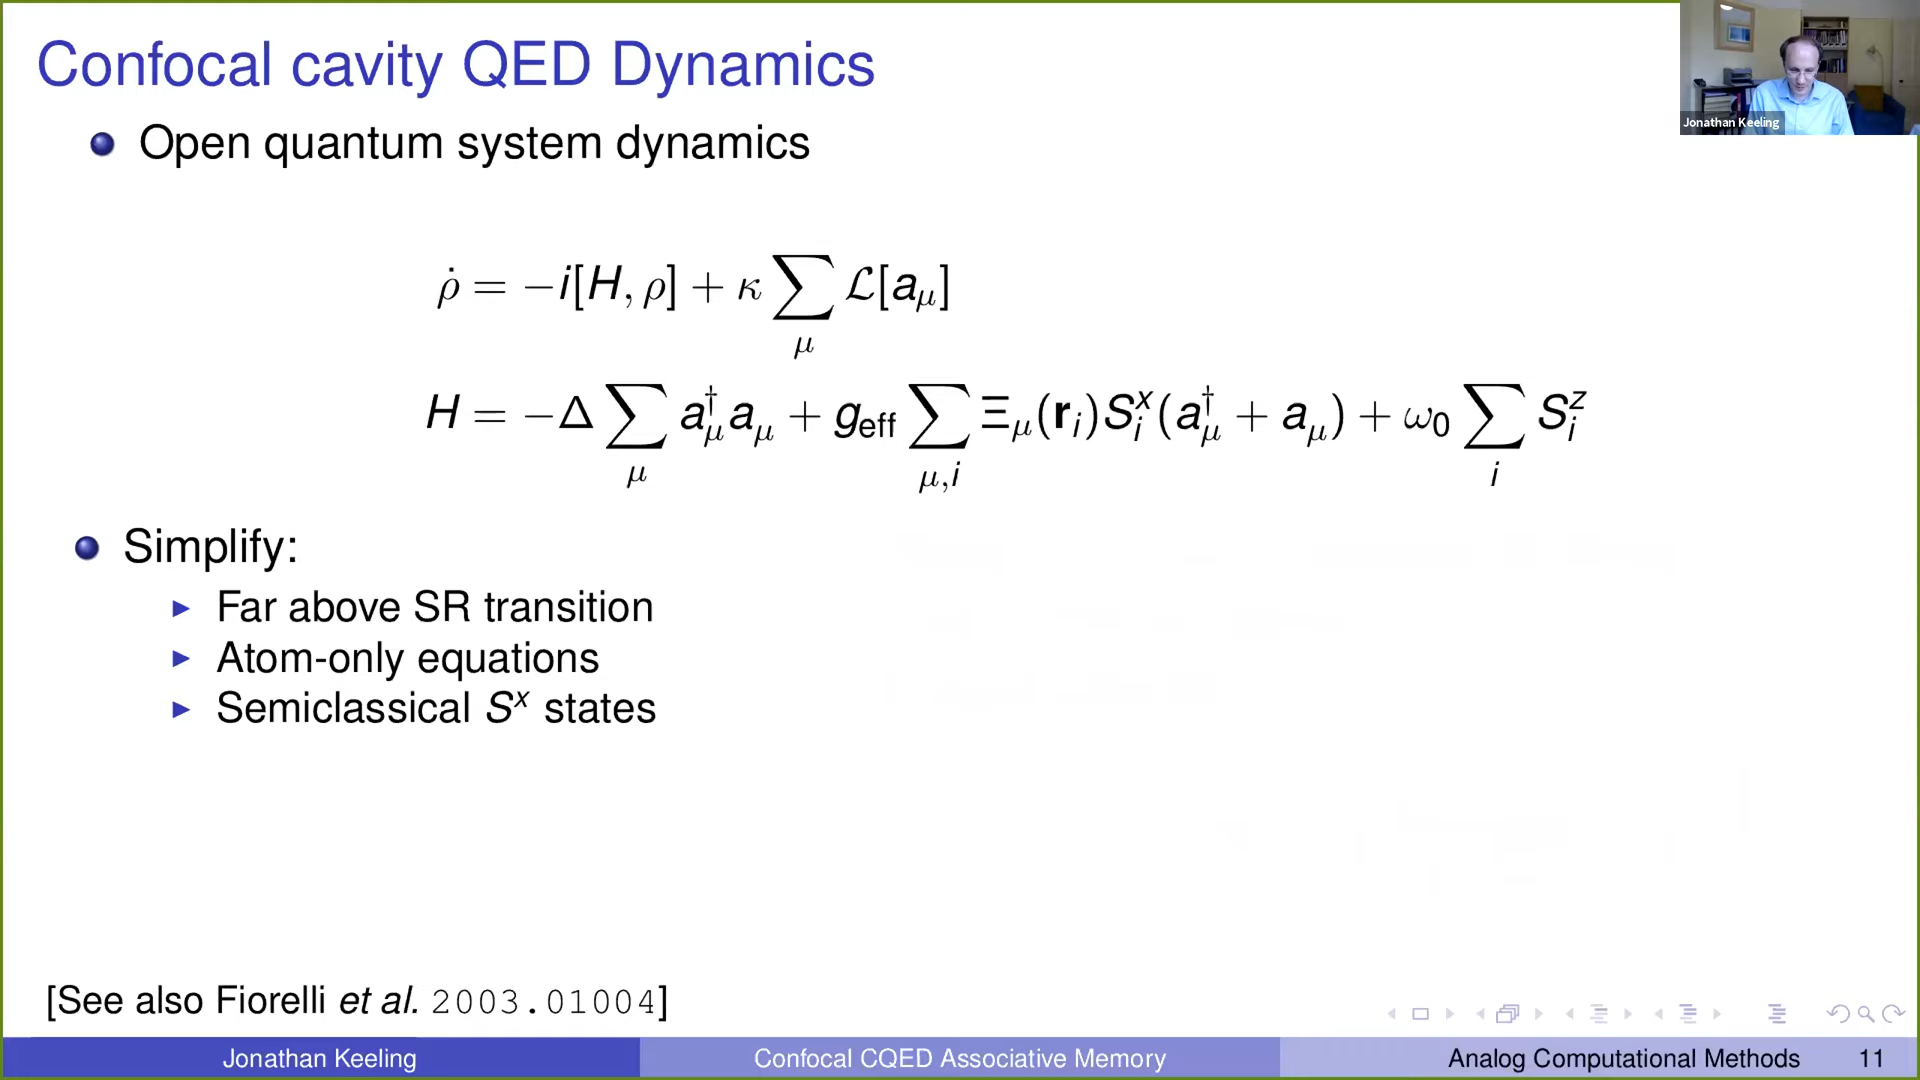 Confocal cavity QED Dynamics
Jonathan Keeling
Open quantum system dynamics
ρ̇ = −i[H, ρ] + κ ∑_μ ℒ[a_μ]
H = −Δ ∑_μ a†_μ a_μ + g_eff ∑_{μ,i} Ξ_μ(r_i) S^x_i (a†_μ + a_μ) + ω_0 ∑_i S^z_i
Simplify:
Far above SR transition
Atom-only equations
Semiclassical S^x states
[See also Fiorelli et al. 2003.01004]
Jonathan Keeling
Confocal CQED Associative Memory
Analog Computational Methods 11